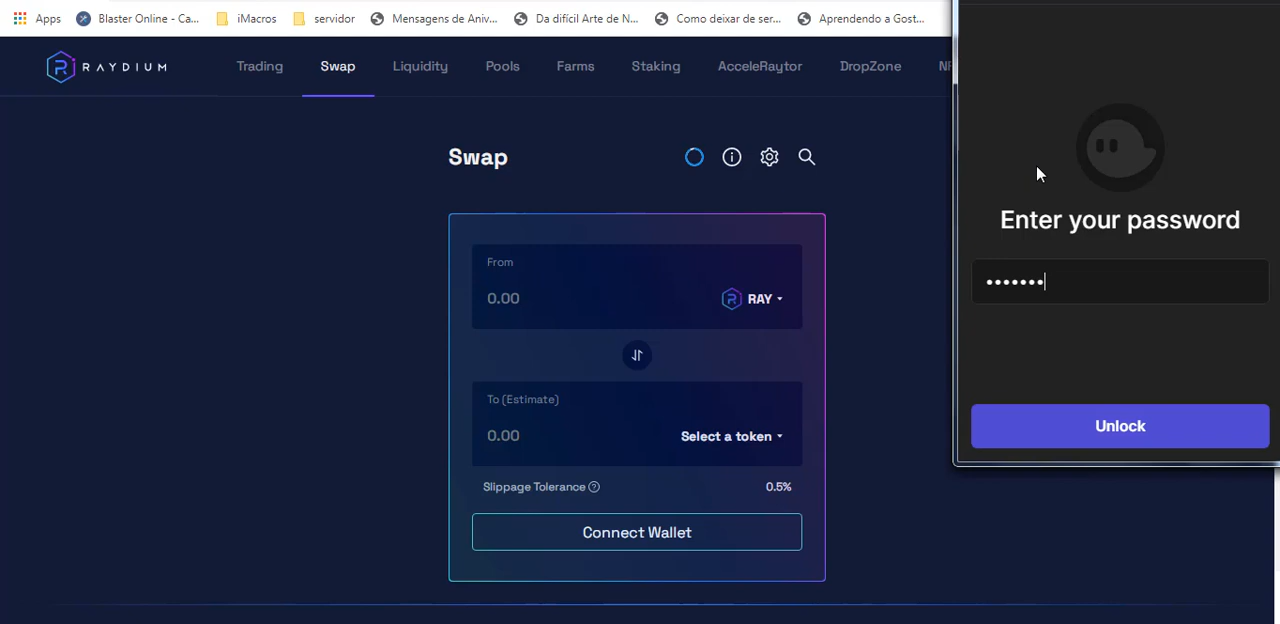 Apps Blaster Online - Ca... iMacros servidor Mensagens de Aniv... Da difícil Arte de N... Como deixar de ser... Aprendendo a Gost...
RAYDIUM Trading Swap Liquidity Pools Farms Staking AcceleRaytor DropZone
Swap
From
0.00 RAY
To (Estimate)
0.00 Select a token
Slippage Tolerance 0.5%
Connect Wallet
Enter your password
•••••••
Unlock